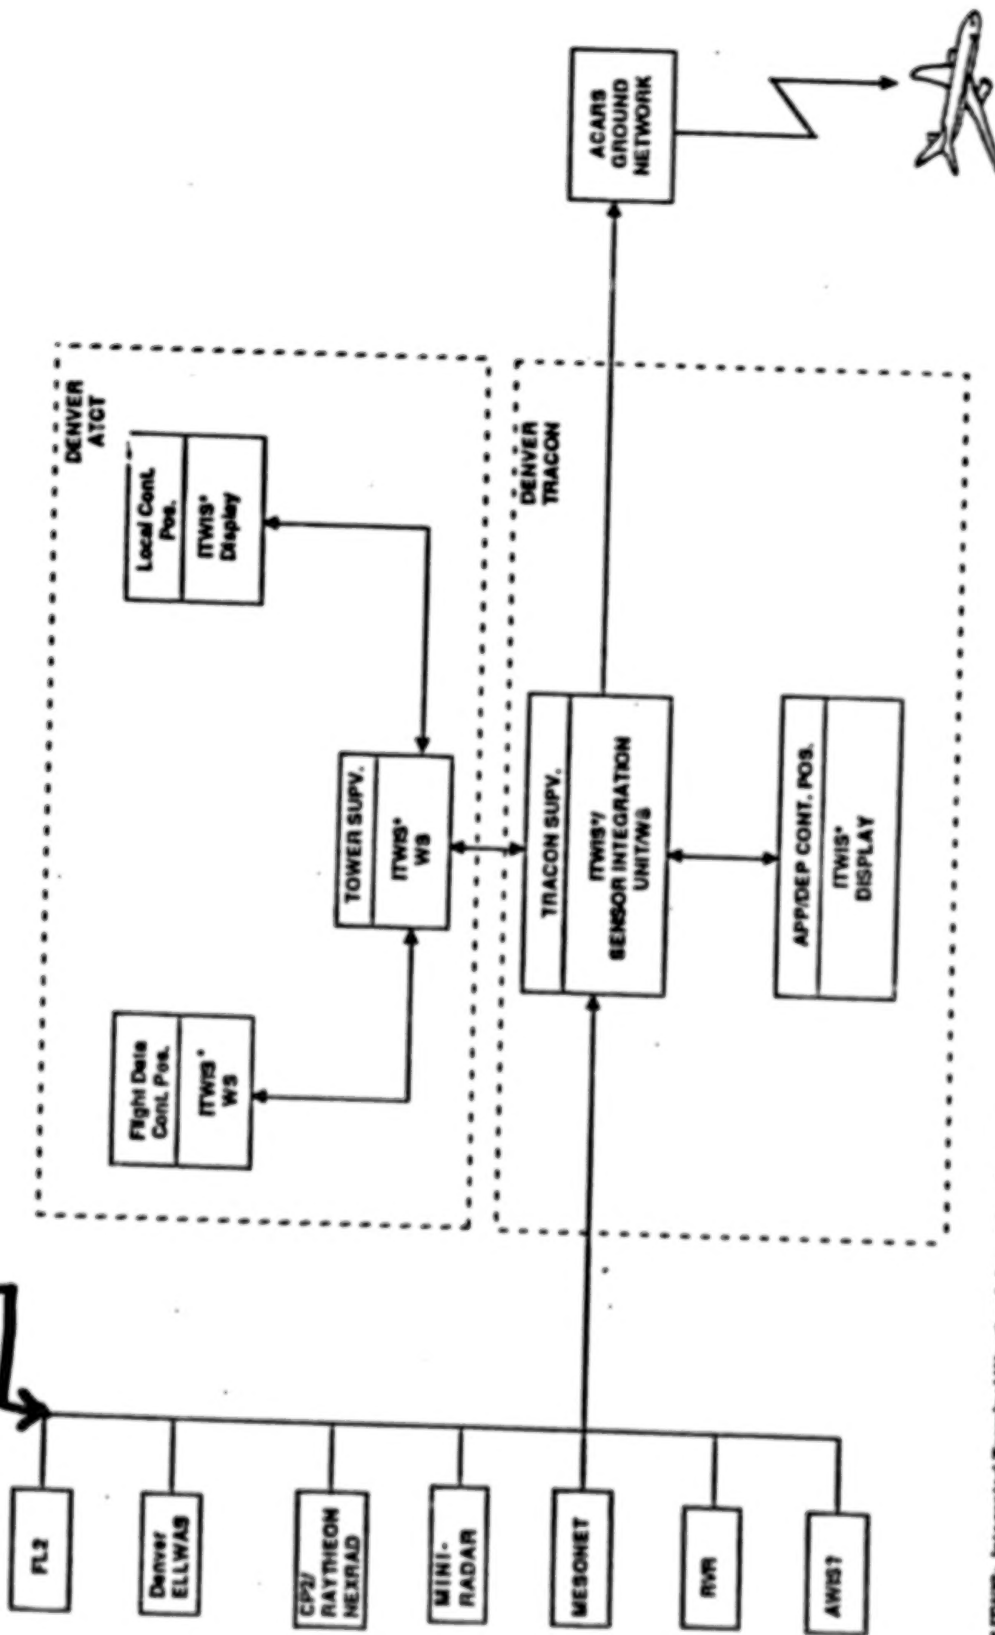 FL2
Denver
ELLWAS
CP2/
RAYTHEON
NEXRAD
MINI-
RADAR
MESONET
RVR
AWIS?
DENVER
ATCT
Flight Data
Cont. Pos.
ITWIS*
WS
Local Cont.
Pos.
ITWIS*
Display
TOWER SUPV.
ITWIS*
WS
DENVER
TRACON
TRACON SUPV.
ITWIS*/
SENSOR INTEGRATION
UNIT/WS
APP/DEP CONT. POS.
ITWIS*
DISPLAY
ACARS
GROUND
NETWORK